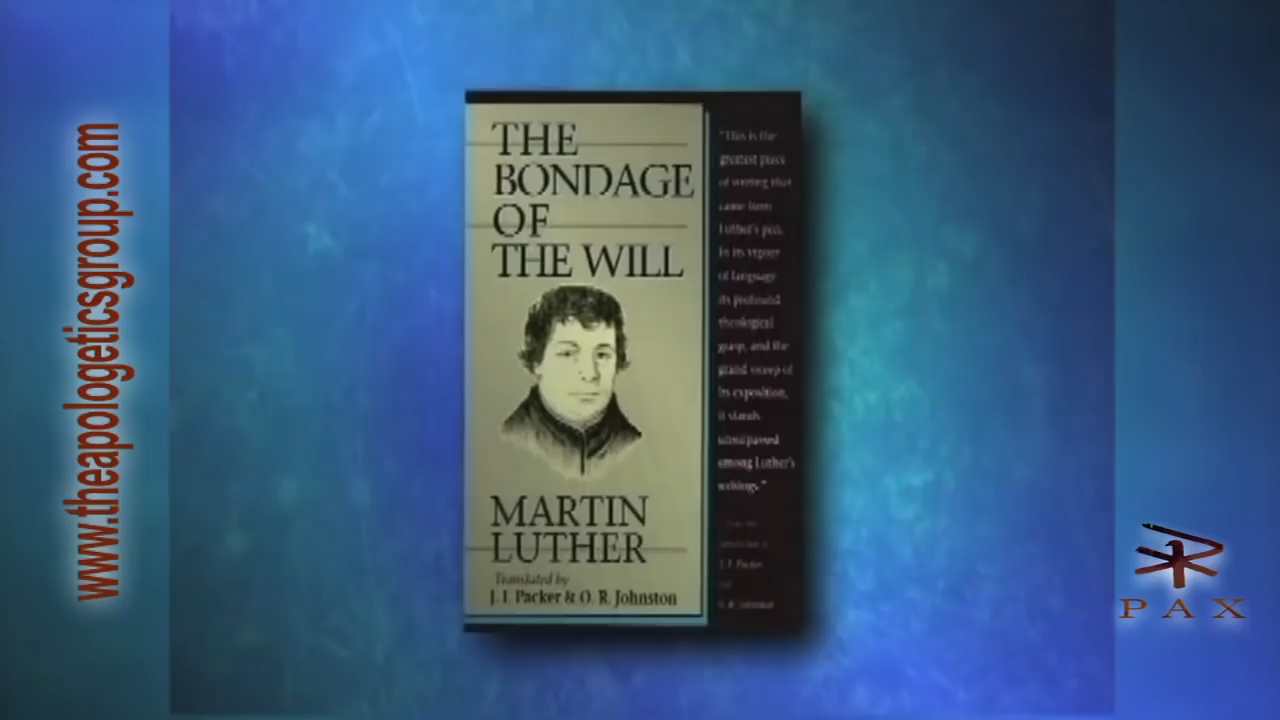 www.theapologeticsgroup.com
THE
BONDAGE
OF
THE WILL
MARTIN
LUTHER
Translated by
J. I. Packer & O. R. Johnston
"This is the
greatest piece
of writing that
came from
Luther's pen.
In its vigour
of language
its profound
theological
grasp, and the
grand sweep of
its exposition,
it stands
unsurpassed
among Luther's
writings."
J. I. Packer
O. R. Johnston
PAX